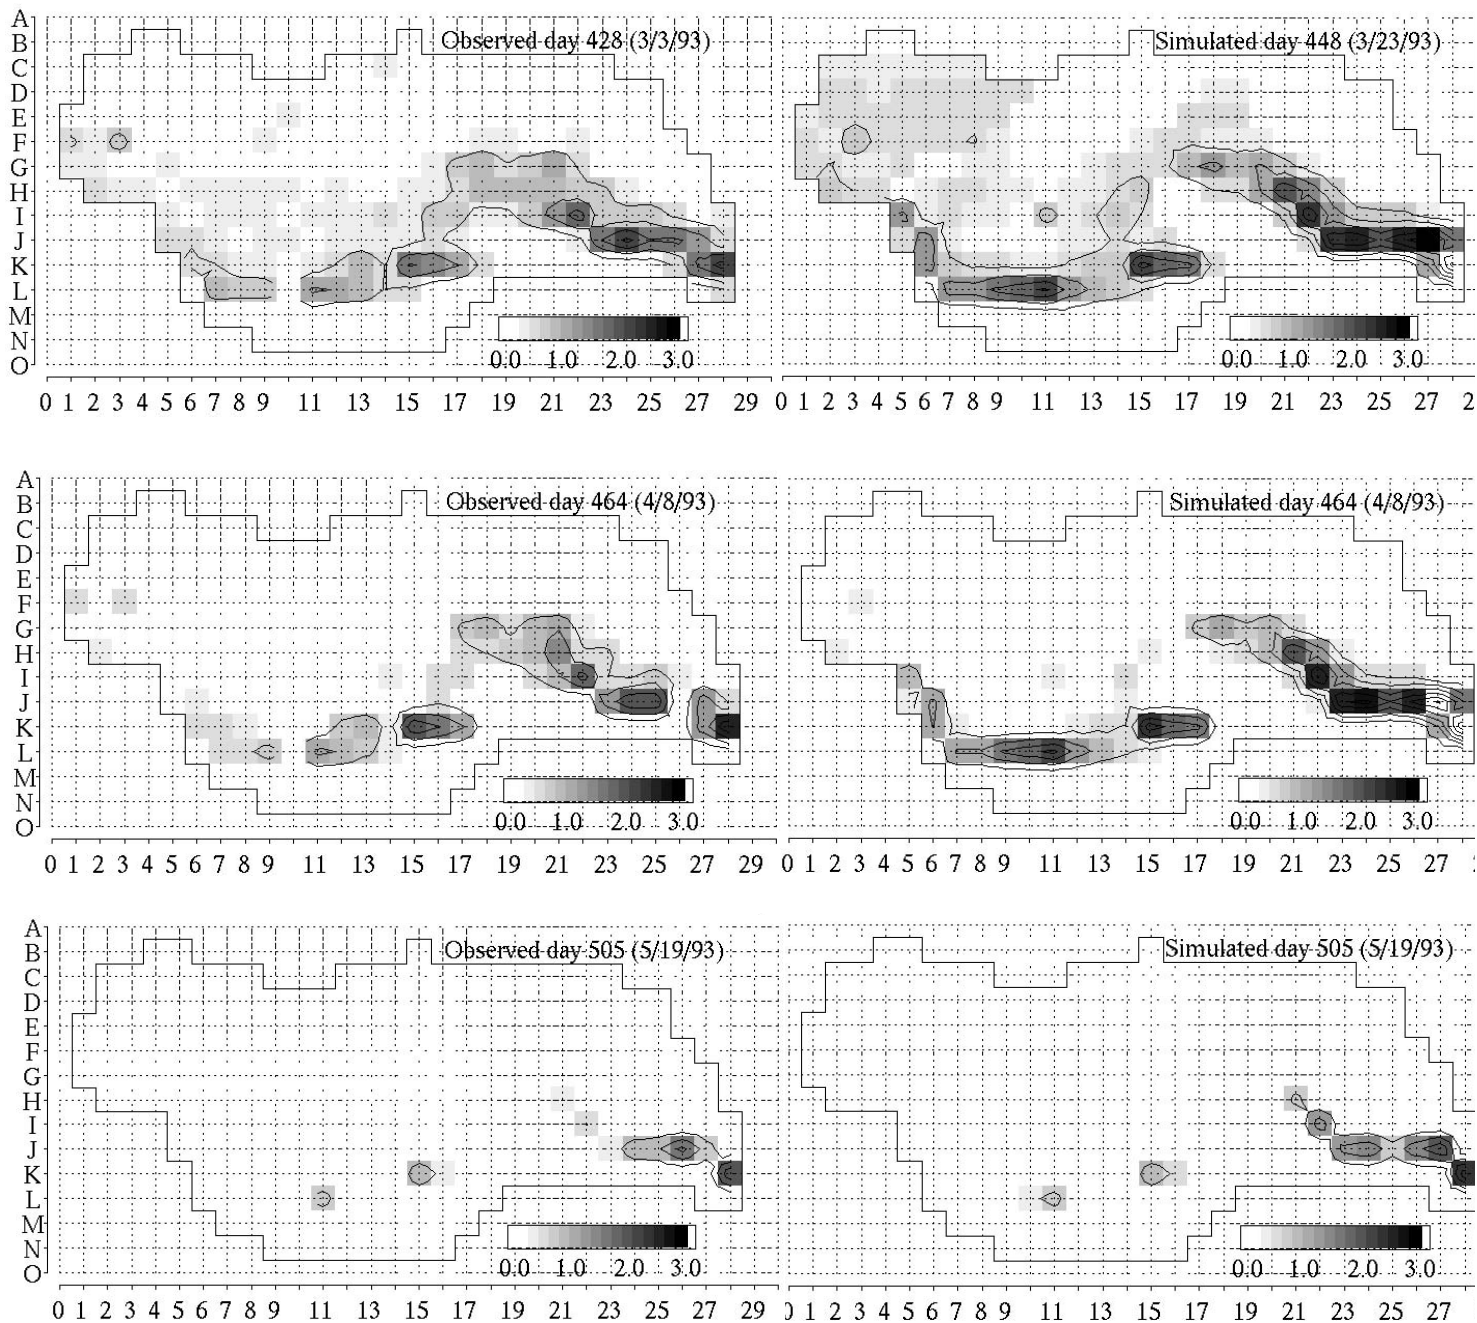 Observed day 428 (3/3/93)
A
B
C
D
E
F
G
H
I
J
K
L
M
N
O
0.0 1.0 2.0 3.0
0 1 2 3 4 5 6 7 8 9 11 13 15 17 19 21 23 25 27 29
Simulated day 448 (3/23/93)
0.0 1.0 2.0 3.0
0 1 2 3 4 5 6 7 8 9 11 13 15 17 19 21 23 25 27 28
Observed day 464 (4/8/93)
A
B
C
D
E
F
G
H
I
J
K
L
M
N
O
0.0 1.0 2.0 3.0
0 1 2 3 4 5 6 7 8 9 11 13 15 17 19 21 23 25 27 29
Simulated day 464 (4/8/93)
0.0 1.0 2.0 3.0
0 1 2 3 4 5 6 7 8 9 11 13 15 17 19 21 23 25 27
Observed day 505 (5/19/93)
A
B
C
D
E
F
G
H
I
J
K
L
M
N
O
0.0 1.0 2.0 3.0
0 1 2 3 4 5 6 7 8 9 11 13 15 17 19 21 23 25 27 29
Simulated day 505 (5/19/93)
0.0 1.0 2.0 3.0
1 2 3 4 5 6 7 8 9 11 13 15 17 19 21 23 25 27